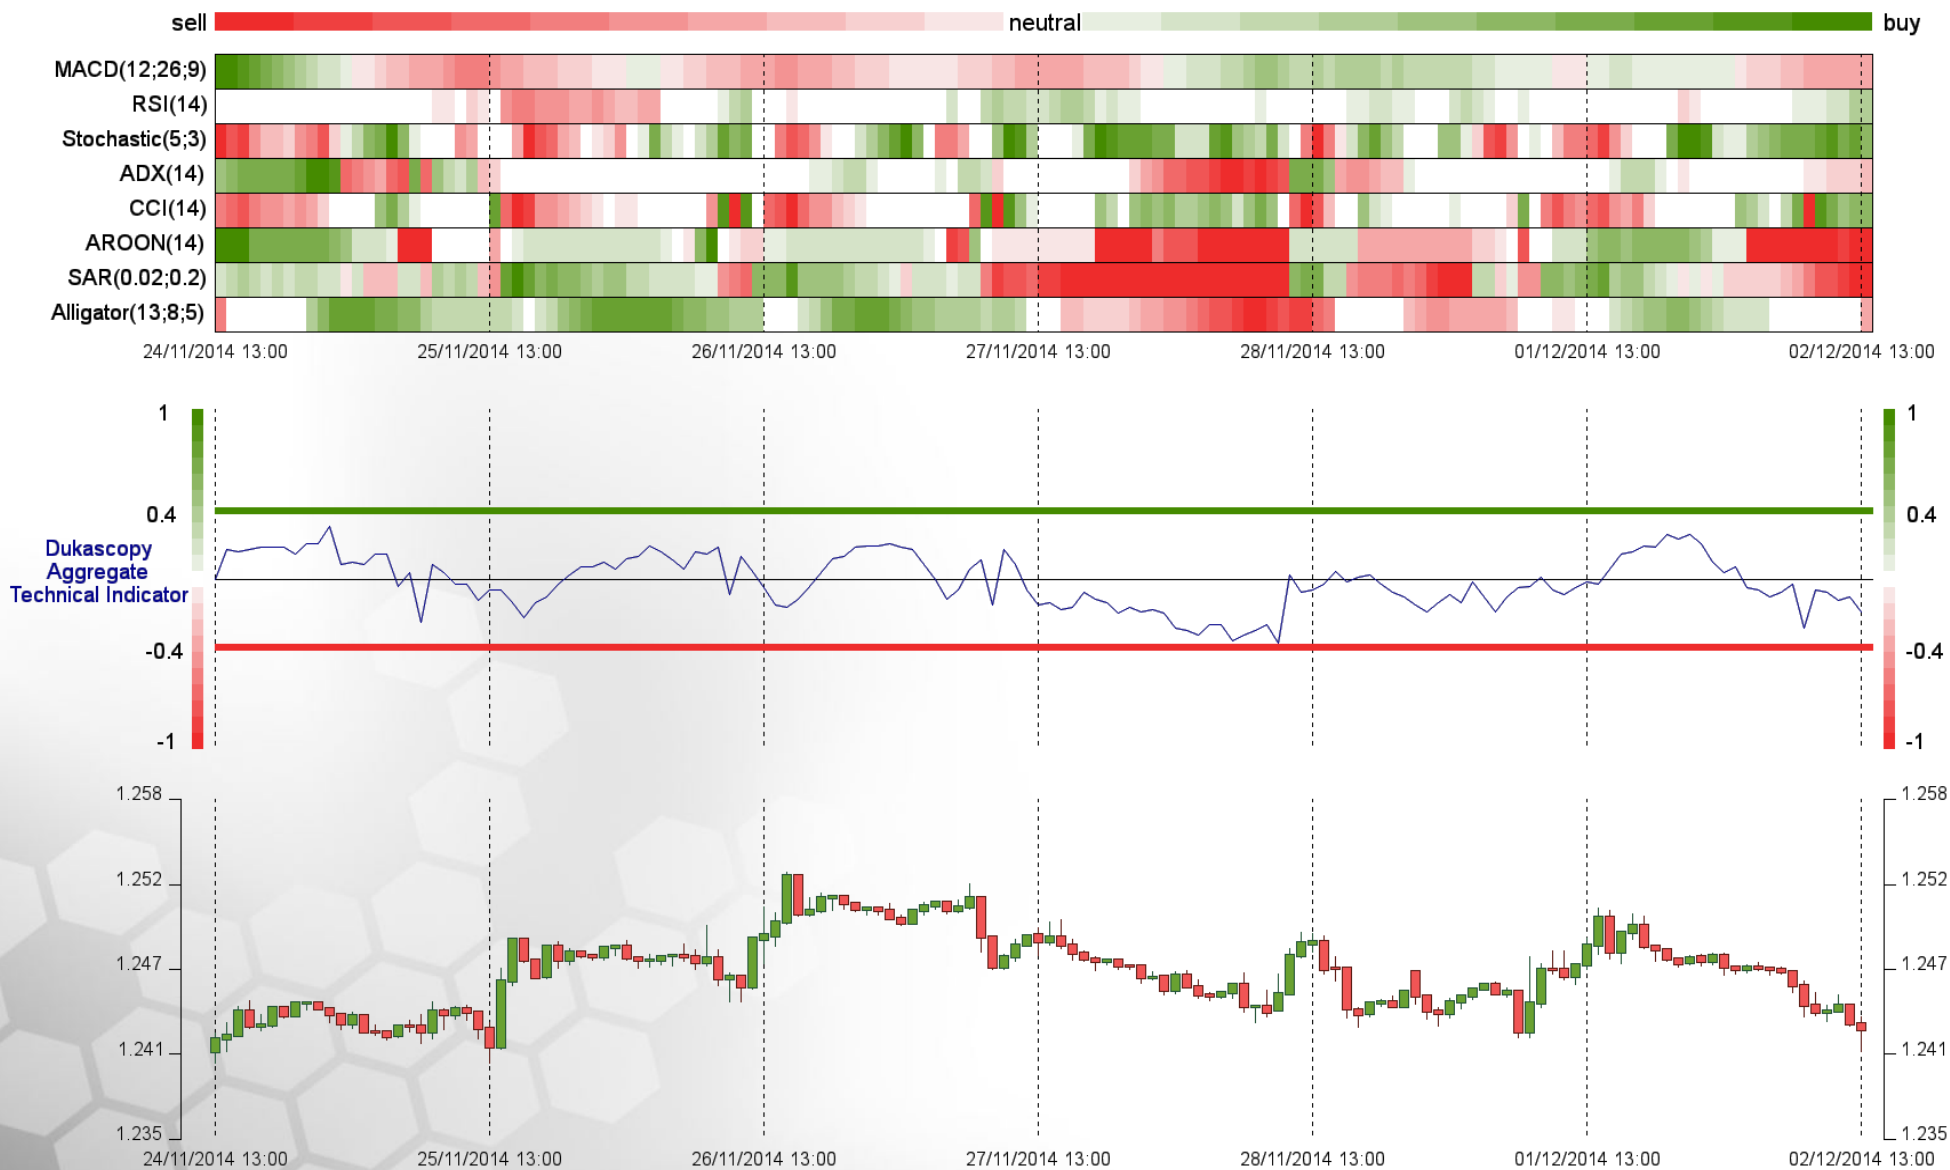 sell neutral buy
MACD(12;26;9)
RSI(14)
Stochastic(5;3)
ADX(14)
CCI(14)
AROON(14)
SAR(0.02;0.2)
Alligator(13;8;5)
24/11/2014 13:00 25/11/2014 13:00 26/11/2014 13:00 27/11/2014 13:00 28/11/2014 13:00 01/12/2014 13:00 02/12/2014 13:00
1 1
0.4 0.4
Dukascopy
Aggregate
Technical Indicator
-0.4 -0.4
-1 -1
1.258 1.258
1.252 1.252
1.247 1.247
1.241 1.241
1.235 1.235
24/11/2014 13:00 25/11/2014 13:00 26/11/2014 13:00 27/11/2014 13:00 28/11/2014 13:00 01/12/2014 13:00 02/12/2014 13:00